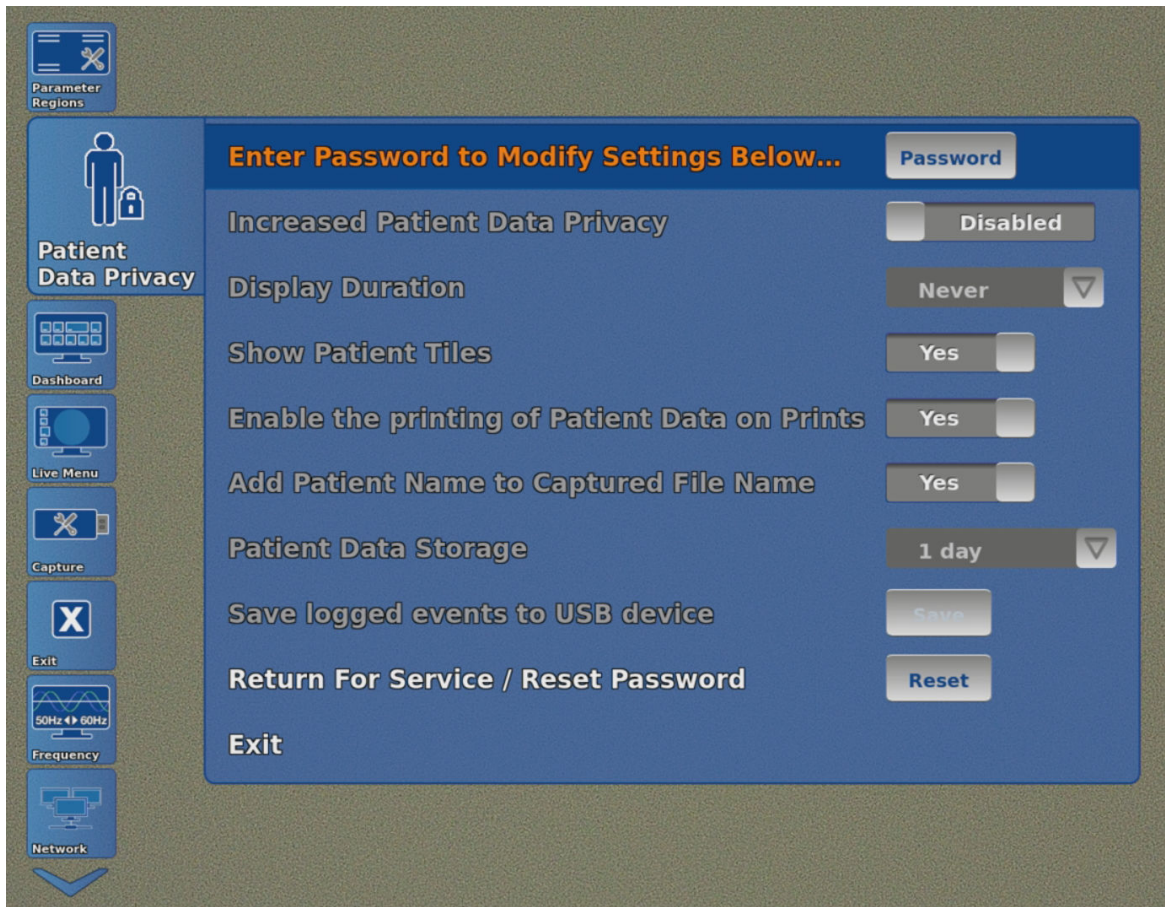 Parameter
Regions
Patient
Data Privacy
Enter Password to Modify Settings Below...
Password
Increased Patient Data Privacy
Disabled
Display Duration
Never
Show Patient Tiles
Yes
Enable the printing of Patient Data on Prints
Yes
Add Patient Name to Captured File Name
Yes
Patient Data Storage
1 day
Save logged events to USB device
Save
Return For Service / Reset Password
Reset
Exit
Dashboard
Live Menu
Capture
X
Exit
50Hz 60Hz
Frequency
Network